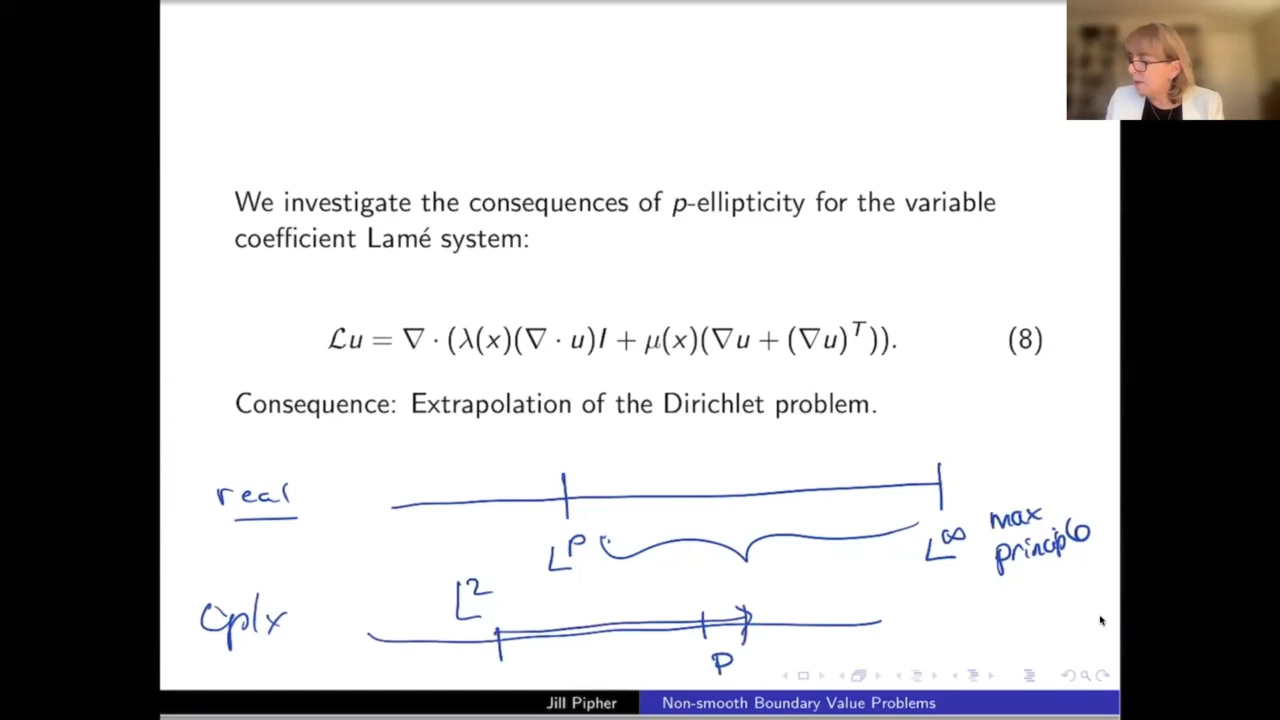 We investigate the consequences of p-ellipticity for the variable
coefficient Lamé system:
ℒu = ∇ · (λ(x)(∇ · u)I + μ(x)(∇u + (∇u)^T)). (8)
Consequence: Extrapolation of the Dirichlet problem.
real
L^p
L^∞ max principle
L^2
cplx
p
Jill Pipher Non-smooth Boundary Value Problems